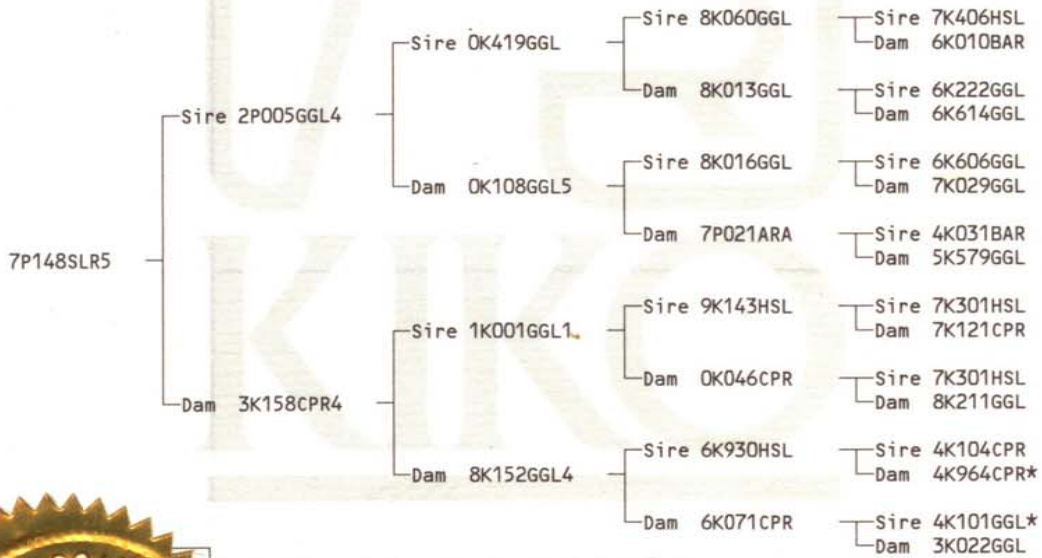 Sire 8K060GGL Sire 7K406HSL
Sire 0K419GGL Dam 6K010BAR
Dam 8K013GGL Sire 6K222GGL
Sire 2P005GGL4 Dam 6K614GGL
Sire 8K016GGL Sire 6K606GGL
Dam 0K108GGL5 Dam 7K029GGL
Dam 7P021ARA Sire 4K031BAR
7P148SLR5 Dam 5K579GGL
Sire 9K143HSL Sire 7K301HSL
Sire 1K001GGL1 Dam 7K121CPR
Dam 0K046CPR Sire 7K301HSL
Dam 3K158CPR4 Dam 8K211GGL
Sire 6K930HSL Sire 4K104CPR
Dam 8K152GGL4 Dam 4K964CPR*
Dam 6K071CPR Sire 4K101GGL*
Dam 3K022GGL
KIKO